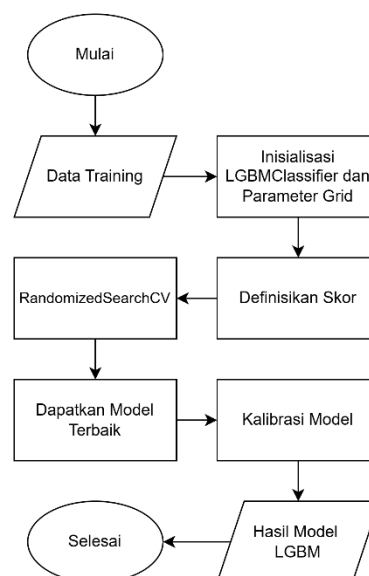 Mulai
Data Training
Inisialisasi
LGBMClassifier dan
Parameter Grid
Definisikan Skor
RandomizedSearchCV
Dapatkan Model
Terbaik
Kalibrasi Model
Hasil Model
LGBM
Selesai